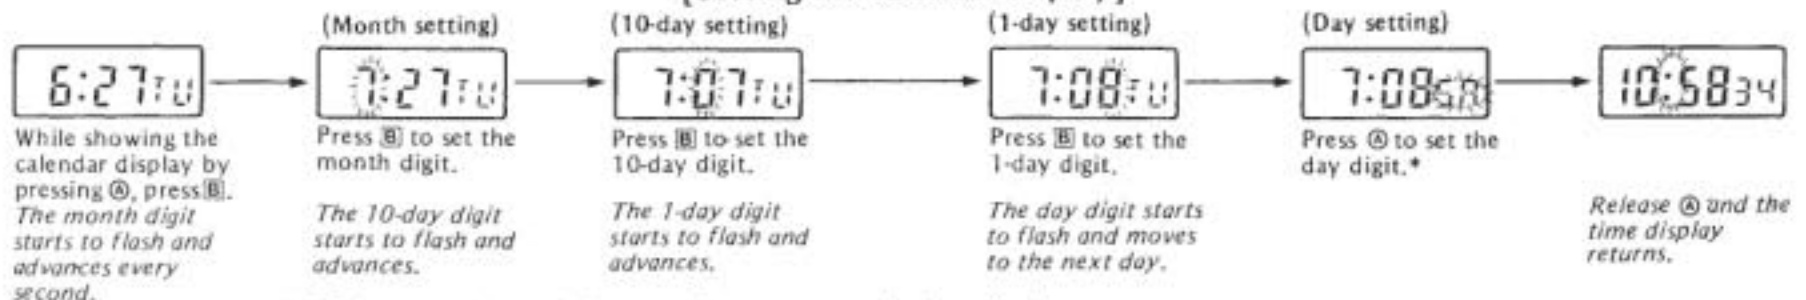 (Month setting)
(10-day setting)
(1-day setting)
(Day setting)
6:27TU
7:27TU
7:07TU
7:08TU
7:08SA
10:5834
While showing the
calendar display by
pressing Ⓐ, press 🄱.
The month digit
starts to flash and
advances every
second.
Press 🄱 to set the
month digit.
The 10-day digit
starts to flash and
advances.
Press 🄱 to set the
10-day digit.
The 1-day digit
starts to flash and
advances.
Press 🄱 to set the
1-day digit.
The day digit starts
to flash and moves
to the next day.
Press Ⓐ to set the
day digit.*
Release Ⓐ and the
time display
returns.